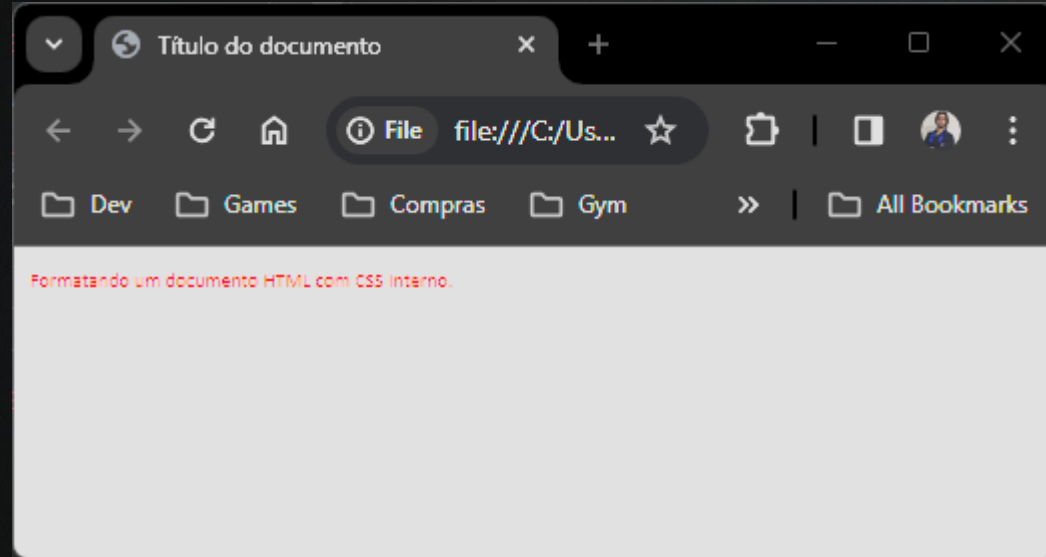 Título do documento
File file:///C:/Us...
Dev Games Compras Gym All Bookmarks
Formatando um documento HTML com CSS Interno.